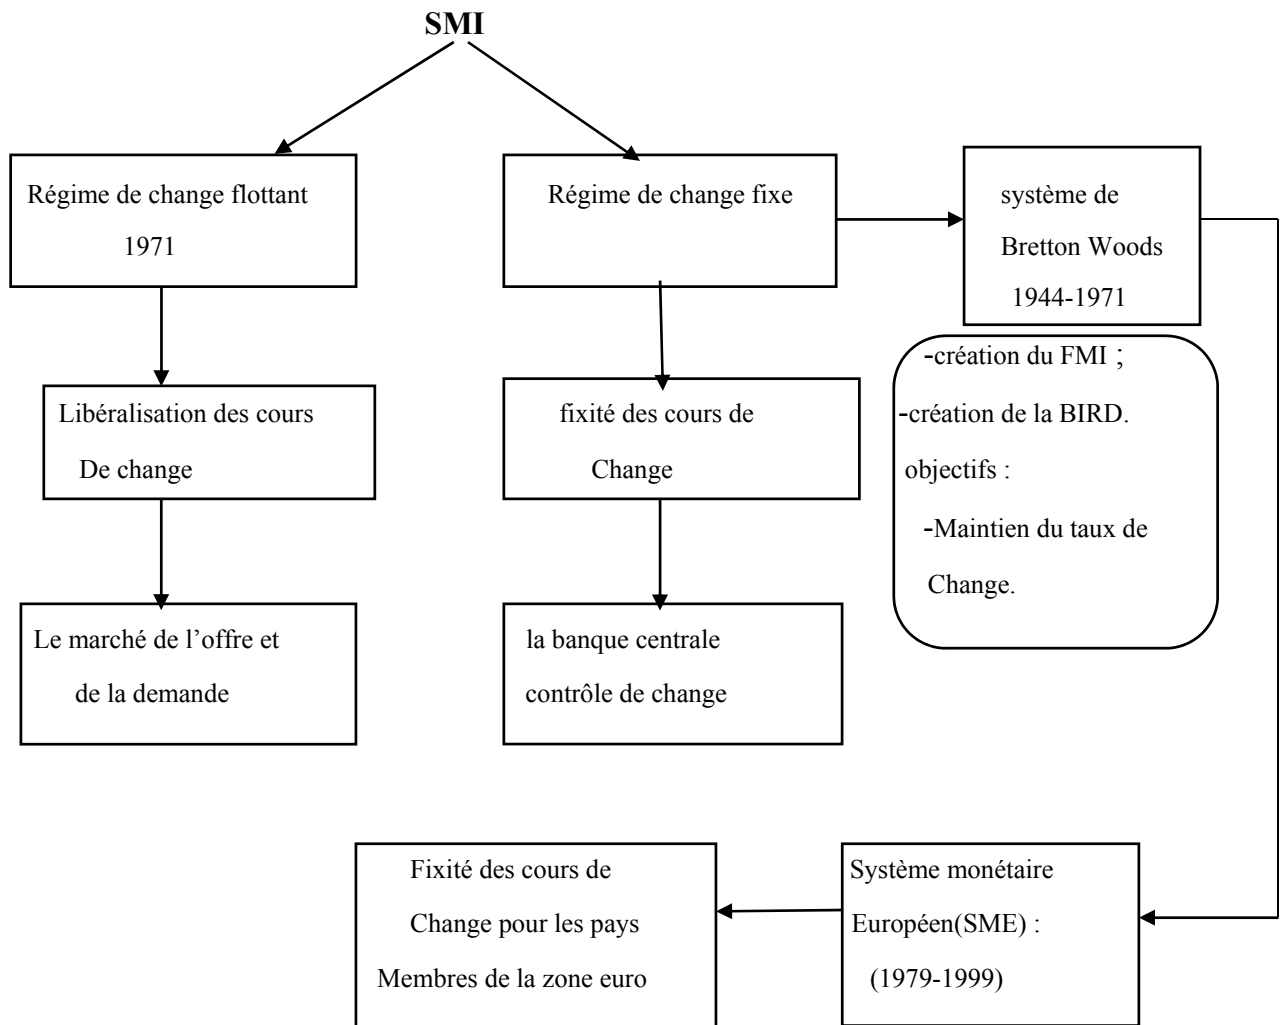 SMI
Régime de change flottant
1971
Régime de change fixe
système de
Bretton Woods
1944-1971
-création du FMI ;
-création de la BIRD.
objectifs :
-Maintien du taux de
Change.
Libéralisation des cours
De change
fixité des cours de
Change
Le marché de l’offre et
de la demande
la banque centrale
contrôle de change
Fixité des cours de
Change pour les pays
Membres de la zone euro
Système monétaire
Européen(SME) :
(1979-1999)